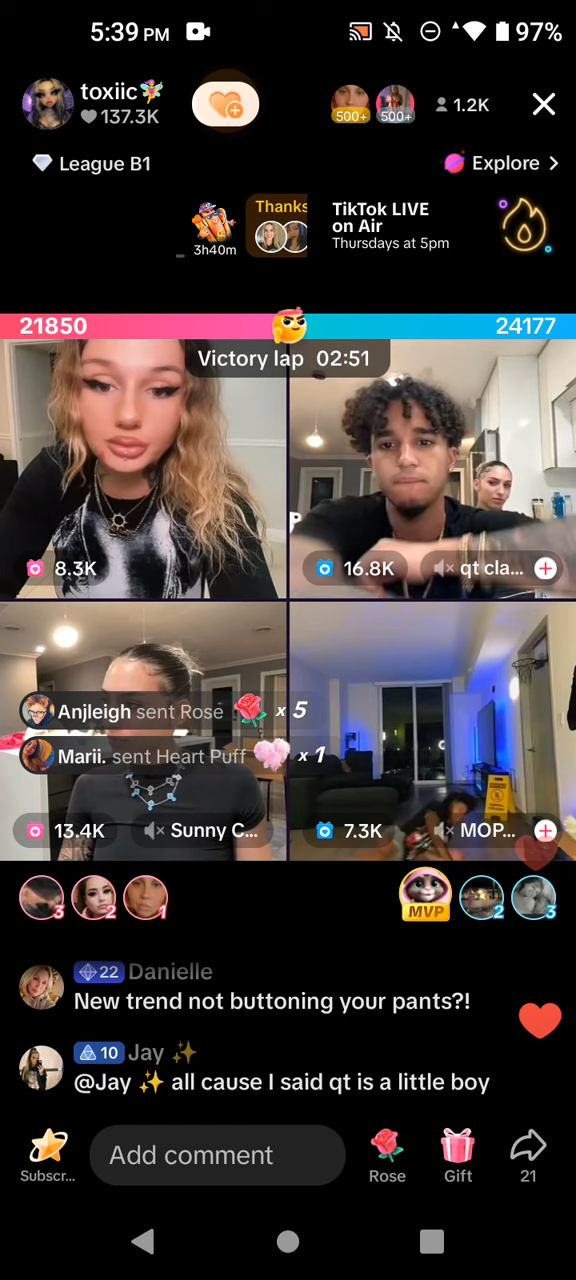 5:39 PM
97%
toxiic🧚
137.3K
500+
500+
1.2K
League B1
Explore >
3h40m
Thanks
TikTok LIVE
on Air
Thursdays at 5pm
21850
24177
Victory lap 02:51
8.3K
16.8K
qt cla...
Anjleigh sent Rose x 5
Marii. sent Heart Puff x 1
13.4K
Sunny C...
7.3K
MOP...
3
2
1
MVP
2
3
22 Danielle
New trend not buttoning your pants?!
10 Jay ✨
@Jay ✨ all cause I said qt is a little boy
Subscr...
Add comment
Rose
Gift
21